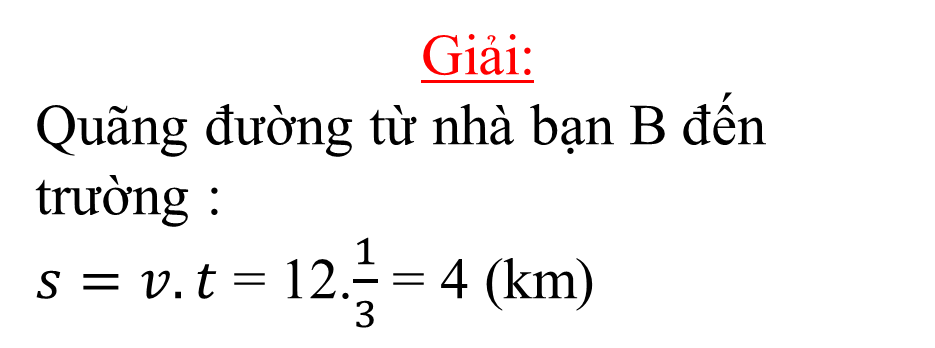 Giải:
Quãng đường từ nhà bạn B đến
trường :
s = v. t = 12.1/3 = 4 (km)